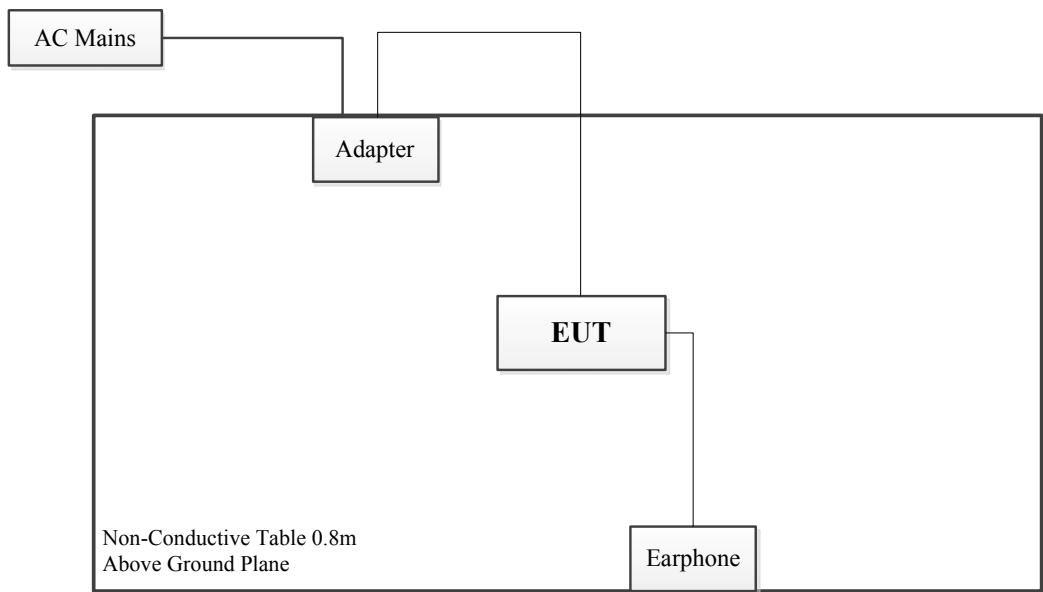 AC Mains
Adapter
EUT
Non-Conductive Table 0.8m
Above Ground Plane
Earphone